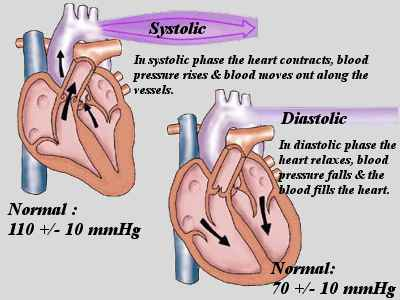 Systolic
In systolic phase the heart contracts, blood
pressure rises & blood moves out along the
vessels.
Diastolic
In diastolic phase the
heart relaxes, blood
pressure falls & the
blood fills the heart.
Normal :
110 +/- 10 mmHg
Normal:
70 +/- 10 mmHg